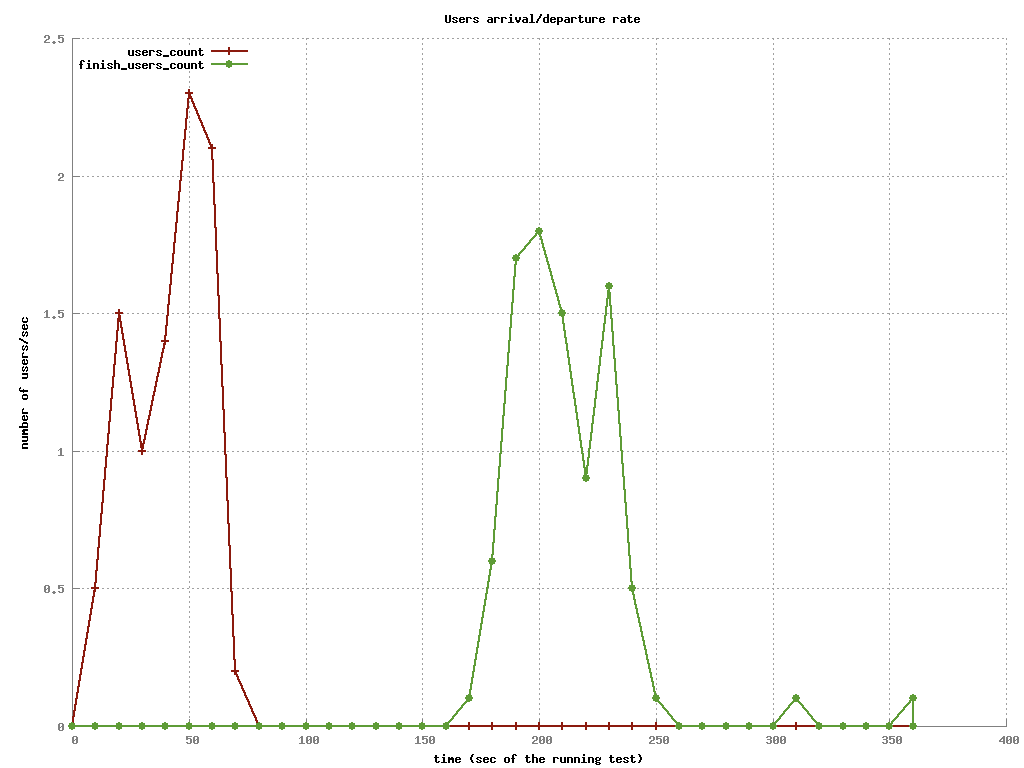 Users arrival/departure rate
2.5
users_count
finish_users_count
2
1.5
number of users/sec
1
0.5
0
0 50 100 150 200 250 300 350 400
time (sec of the running test)